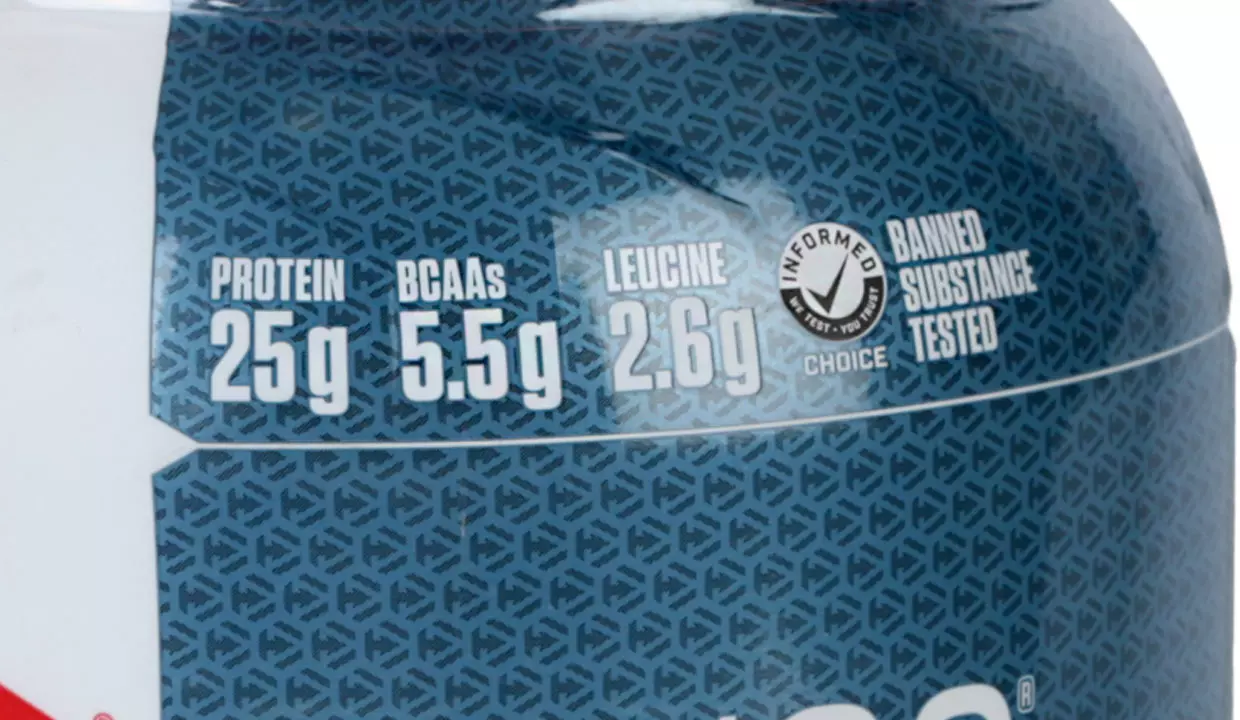 PROTEIN
25g
BCAAs
5.5g
LEUCINE
2.6g
INFORMED
WE TEST • YOU TRUST
CHOICE
BANNED
SUBSTANCE
TESTED
®